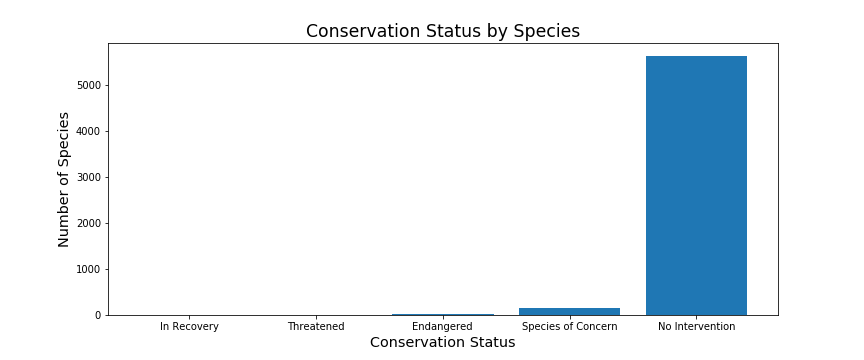 Conservation Status by Species
Number of Species
5000
4000
3000
2000
1000
0
In Recovery
Threatened
Endangered
Species of Concern
No Intervention
Conservation Status